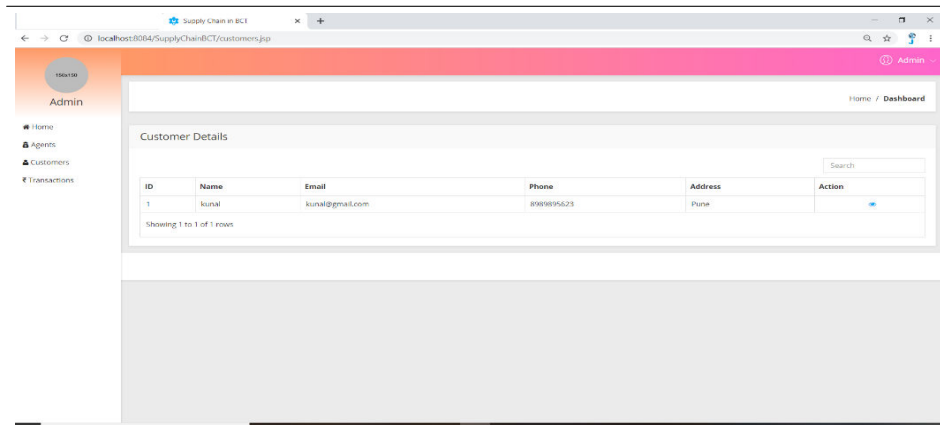 Supply Chain in BCT
localhost:8084/SupplyChainBCT/customers.jsp
Admin
150x150
Admin
Home / Dashboard
Home
Agents
Customers
₹ Transactions
Customer Details
Search
ID Name Email Phone Address Action
1 kunal kunal@gmail.com 8989895623 Pune
Showing 1 to 1 of 1 rows